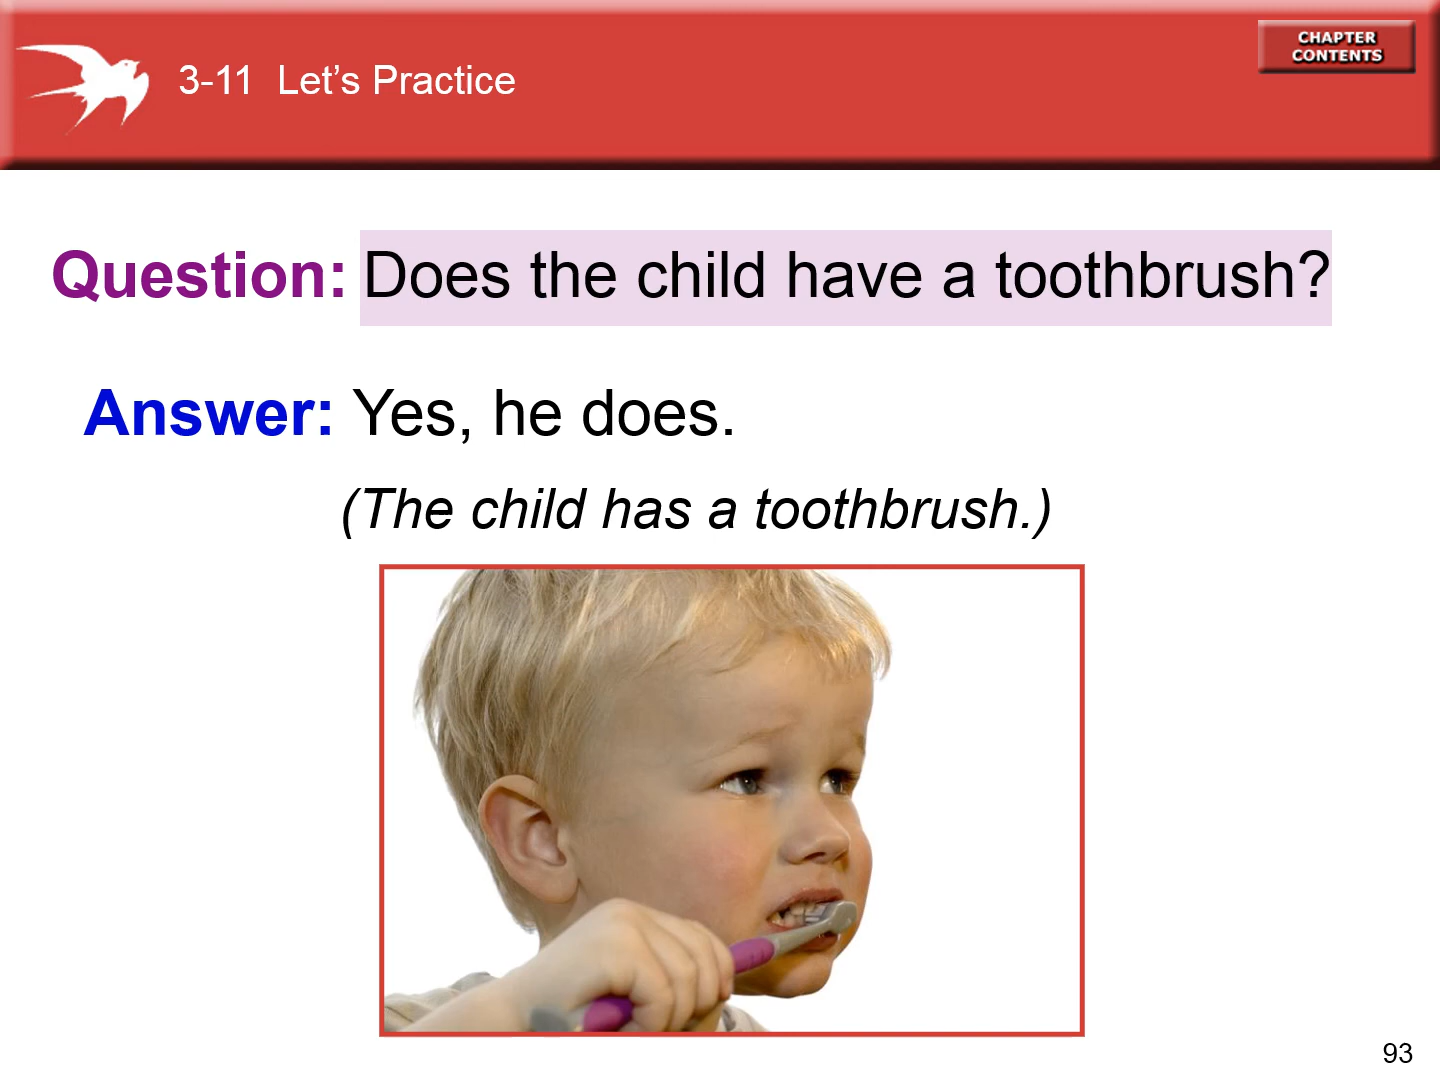 3-11 Let’s Practice
CHAPTER
CONTENTS
Question: Does the child have a toothbrush?
Answer: Yes, he does.
(The child has a toothbrush.)
93